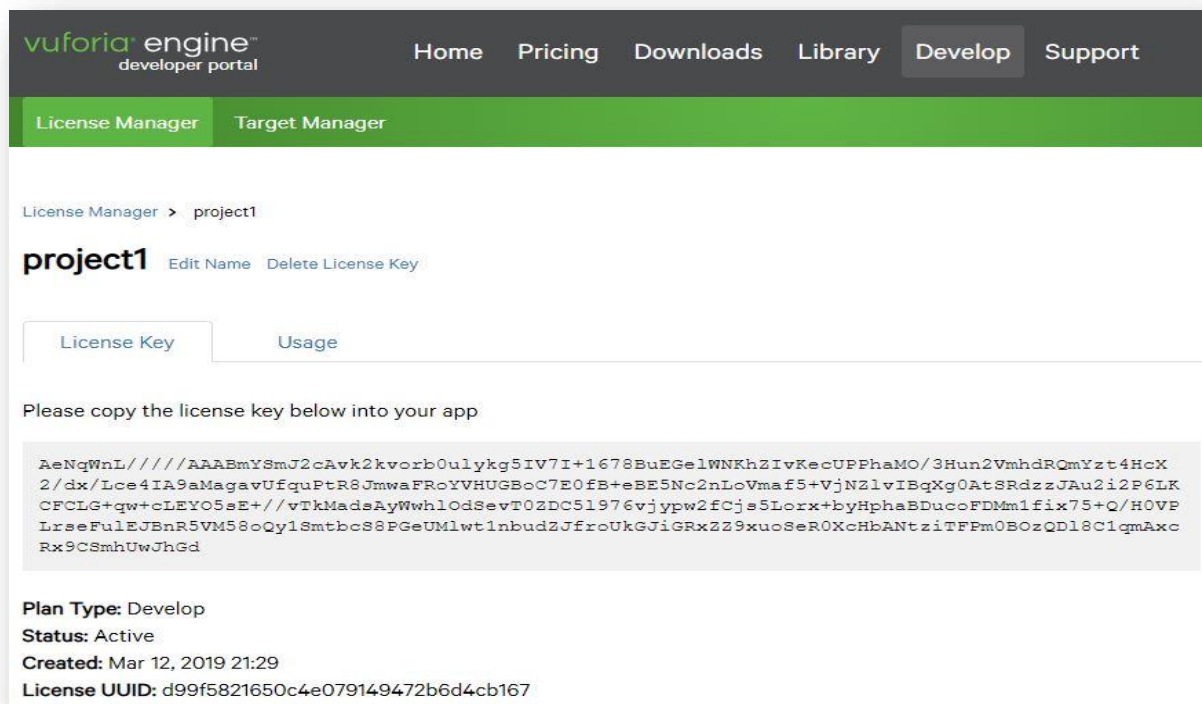 vuforia® engine™
developer portal
Home Pricing Downloads Library Develop Support
License Manager Target Manager
License Manager > project1
project1 Edit Name Delete License Key
License Key Usage
Please copy the license key below into your app
AeNqWnL/////AAABmYSmJ2cAvk2kvorb0ulykg5IV7I+1678BuEGelWNKhZIvKecUPPhaMO/3Hun2VmhdRQmYzt4HcX
2/dx/Lce4IA9aMagavUfquPtR8JmwaFRoYVHUGBoC7E0fB+eBE5Nc2nLoVmaf5+VjNZlvIBqXg0AtSRdzzJAu2i2P6LK
CFCLG+qw+cLEYO5sE+//vTkMadsAyWwhlOdSevT0ZDC5l976vjypw2fCjs5Lorx+byHphaBDucoFDMm1fix75+Q/H0VP
LrseFulEJBnR5VM58oQy1SmtbcS8PGeUMlwt1nbudZJfroUkGJiGRxZZ9xuoSeR0XcHbANtziTFPm0BOzQDl8C1qmAxc
Rx9CSmhUwJhGd
Plan Type: Develop
Status: Active
Created: Mar 12, 2019 21:29
License UUID: d99f5821650c4e079149472b6d4cb167